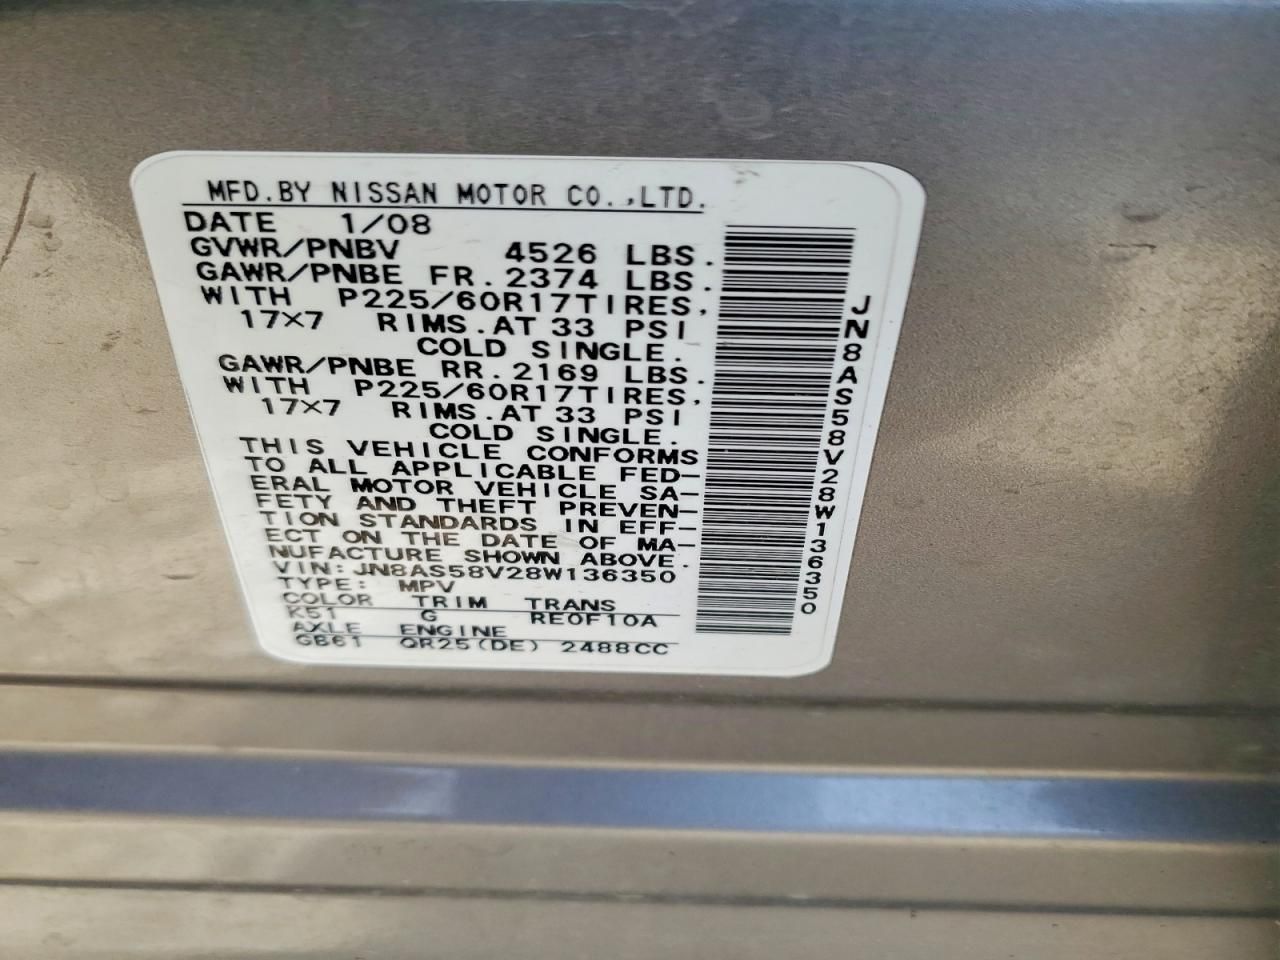 MFD.BY NISSAN MOTOR CO.,LTD.
DATE 1/08
GVWR/PNBV 4526 LBS.
GAWR/PNBE FR. 2374 LBS.
WITH P225/60R17TIRES,
17×7 RIMS.AT 33 PSI
COLD SINGLE.
GAWR/PNBE RR. 2169 LBS.
WITH P225/60R17TIRES,
17×7 RIMS.AT 33 PSI
COLD SINGLE.
THIS VEHICLE CONFORMS
TO ALL APPLICABLE FED-
ERAL MOTOR VEHICLE SA-
FETY AND THEFT PREVEN-
TION STANDARDS IN EFF-
ECT ON THE DATE OF MA-
NUFACTURE SHOWN ABOVE.
VIN: JN8AS58V28W136350
TYPE: MPV
COLOR TRIM TRANS
K51 G RE0F10A
AXLE ENGINE
GB61 QR25(DE) 2488CC
JN8AS58V28W136350